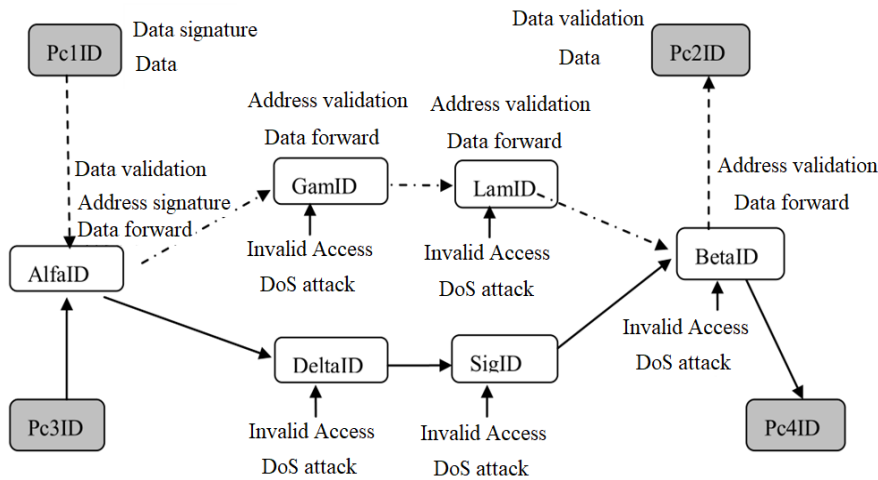 Data signature
Pc1ID
Data
Data validation
Pc2ID
Data
Address validation
Data forward
Address validation
Data forward
Data validation
Address signature
Data forward
GamID
LamID
Address validation
Data forward
Invalid Access
DoS attack
Invalid Access
DoS attack
AlfaID
BetaID
Invalid Access
DoS attack
DeltaID
SigID
Invalid Access
DoS attack
Invalid Access
DoS attack
Pc3ID
Pc4ID